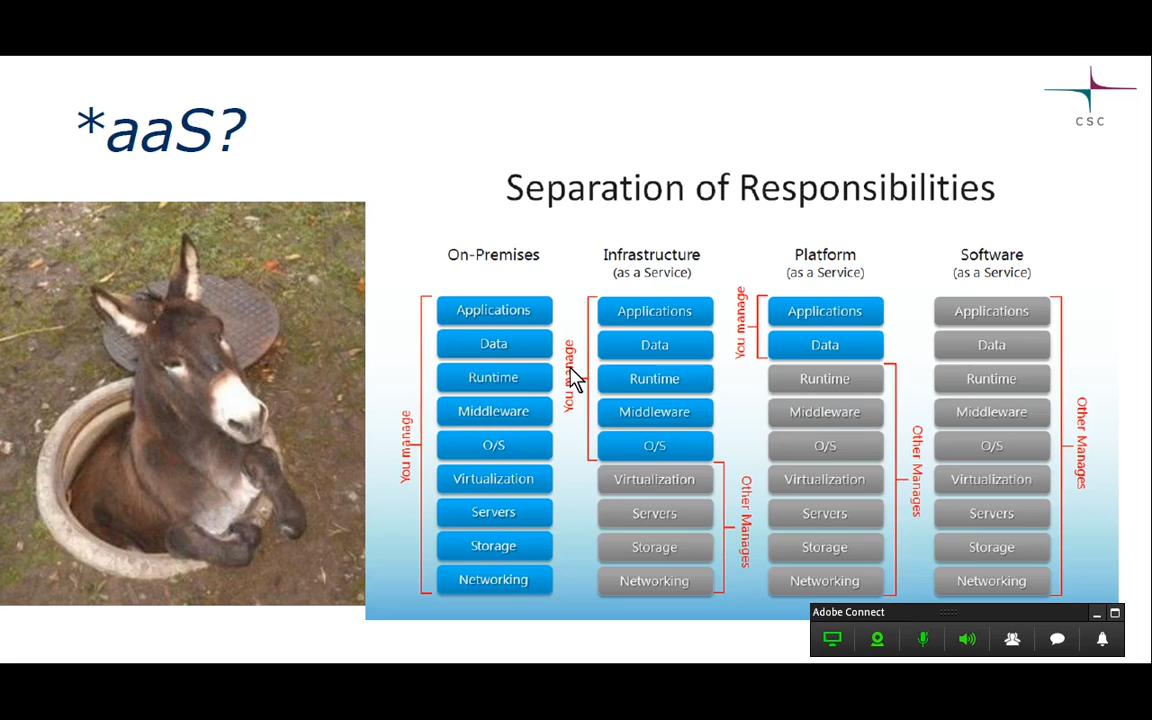 *aaS?
CSC
Separation of Responsibilities
On-Premises
Applications
Data
Runtime
Middleware
O/S
Virtualization
Servers
Storage
Networking
You manage
Infrastructure
(as a Service)
Applications
Data
Runtime
Middleware
O/S
Virtualization
Servers
Storage
Networking
You manage
Other Manages
Platform
(as a Service)
Applications
Data
Runtime
Middleware
O/S
Virtualization
Servers
Storage
Networking
You manage
Other Manages
Software
(as a Service)
Applications
Data
Runtime
Middleware
O/S
Virtualization
Servers
Storage
Networking
Other Manages
Adobe Connect